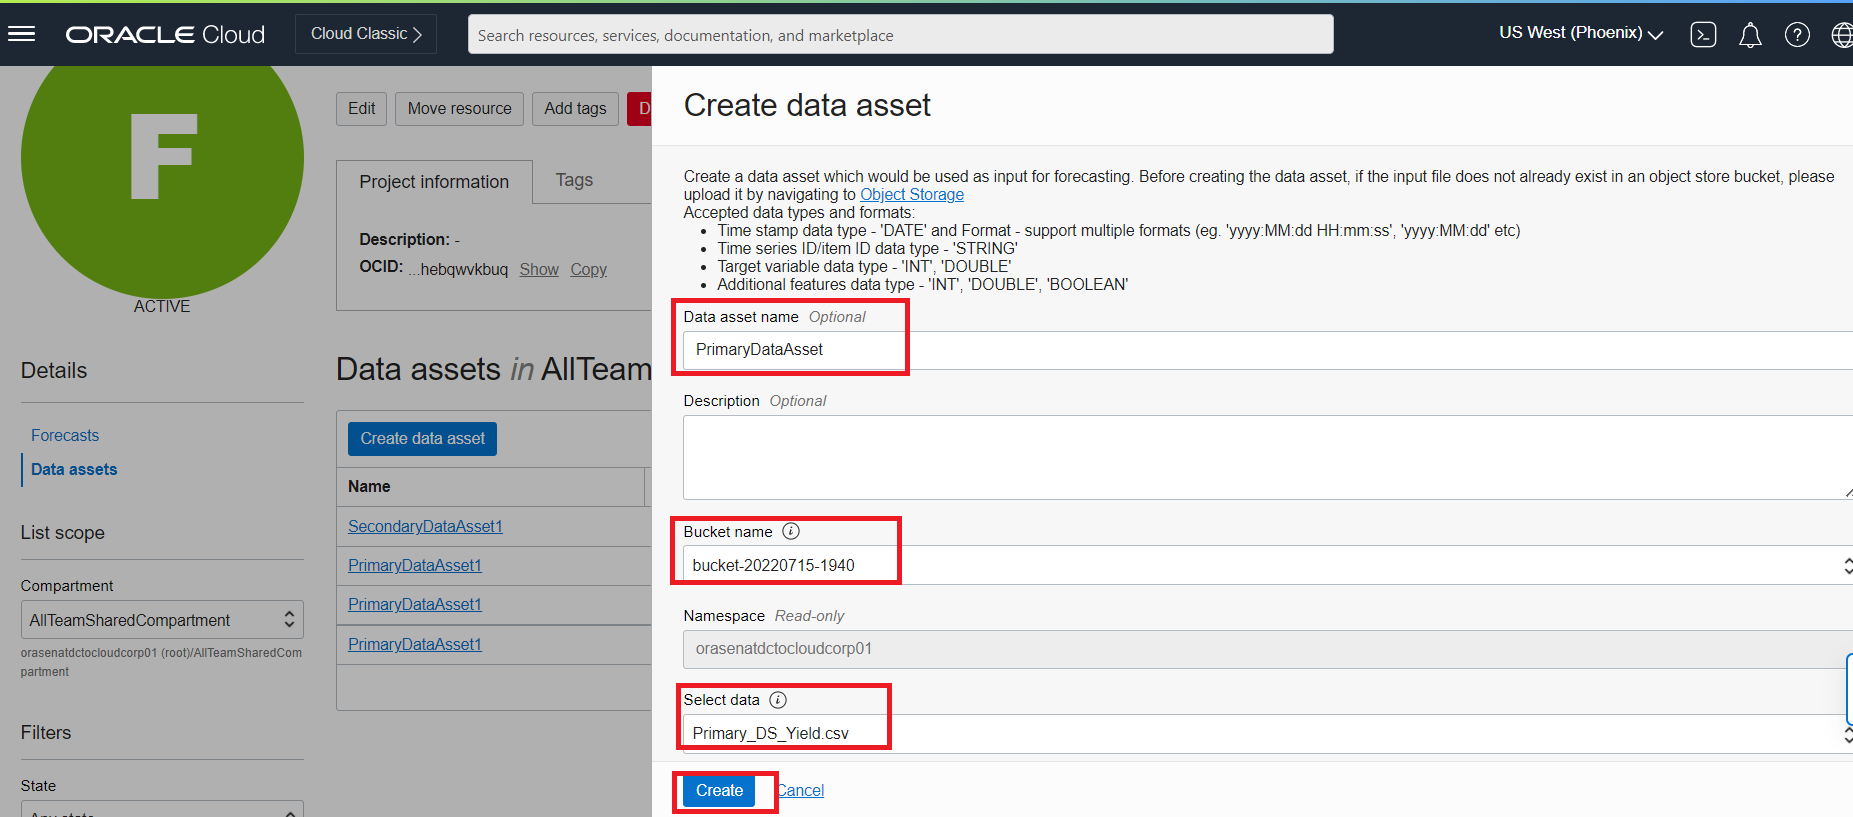 ORACLE Cloud
Cloud Classic
Search resources, services, documentation, and marketplace
US West (Phoenix)
F
ACTIVE
Edit
Move resource
Add tags
D
Project information
Tags
Description: -
OCID: ...hebqwvkbuq Show Copy
Details
Forecasts
Data assets
List scope
Compartment
AllTeamSharedCompartment
orasenatdctocloudcorp01 (root)/AllTeamSharedCom
partment
Filters
State
Data assets in AllTeam
Create data asset
Name
SecondaryDataAsset1
PrimaryDataAsset1
PrimaryDataAsset1
PrimaryDataAsset1
Create data asset
Create a data asset which would be used as input for forecasting. Before creating the data asset, if the input file does not already exist in an object store bucket, please
upload it by navigating to Object Storage
Accepted data types and formats:
• Time stamp data type - 'DATE' and Format - support multiple formats (eg. 'yyyy:MM:dd HH:mm:ss', 'yyyy:MM:dd' etc)
• Time series ID/item ID data type - 'STRING'
• Target variable data type - 'INT', 'DOUBLE'
• Additional features data type - 'INT', 'DOUBLE', 'BOOLEAN'
Data asset name Optional
PrimaryDataAsset
Description Optional
Bucket name
bucket-20220715-1940
Namespace Read-only
orasenatdctocloudcorp01
Select data
Primary_DS_Yield.csv
Create
Cancel